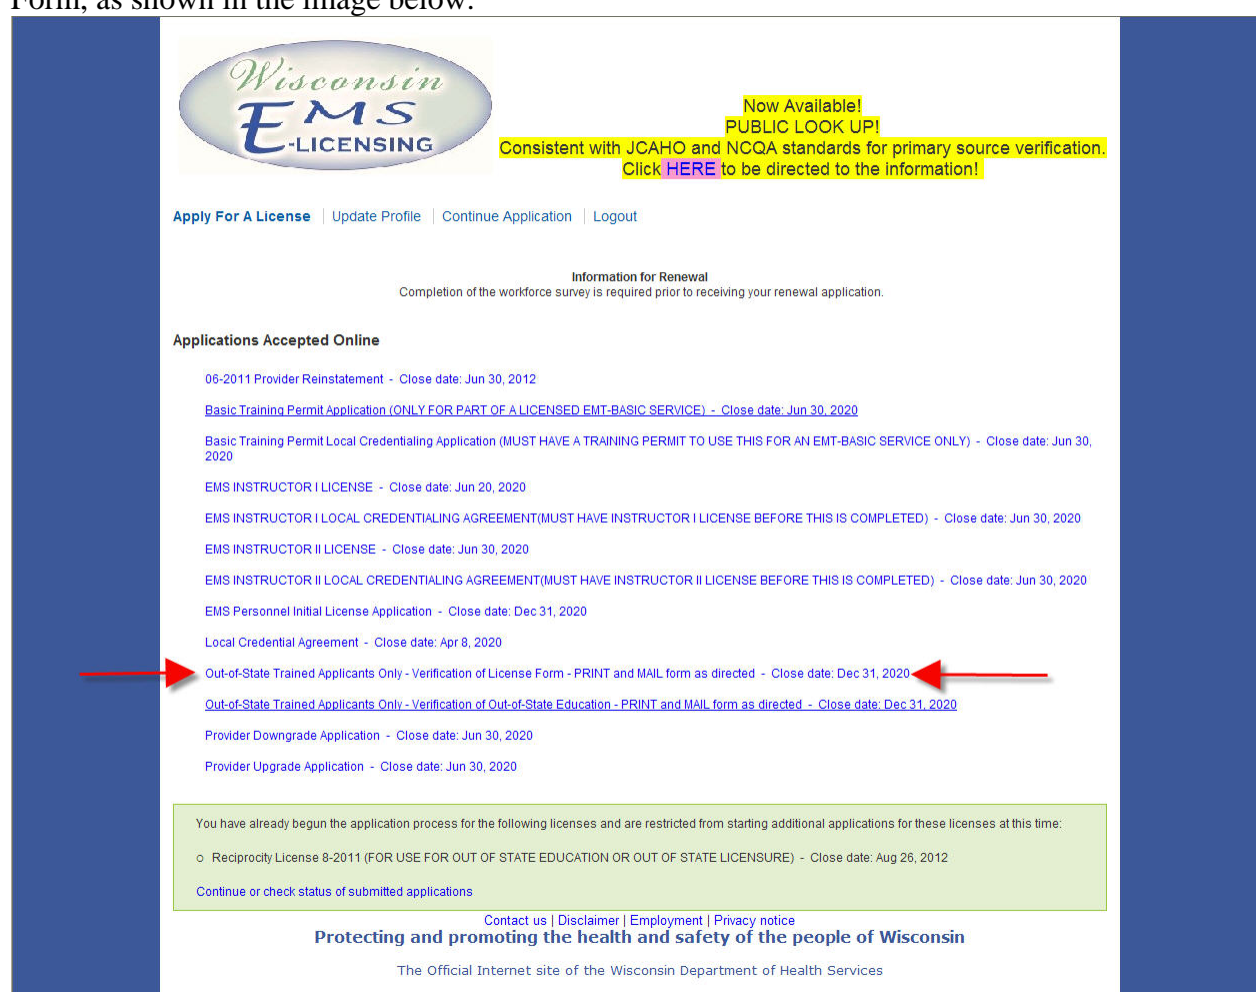 Form, as shown in the image below.
Wisconsin
EMS
E-LICENSING
Now Available!
PUBLIC LOOK UP!
Consistent with JCAHO and NCQA standards for primary source verification.
Click HERE to be directed to the information!
Apply For A License | Update Profile | Continue Application | Logout
Information for Renewal
Completion of the workforce survey is required prior to receiving your renewal application.
Applications Accepted Online
06-2011 Provider Reinstatement - Close date: Jun 30, 2012
Basic Training Permit Application (ONLY FOR PART OF A LICENSED EMT-BASIC SERVICE) - Close date: Jun 30, 2020
Basic Training Permit Local Credentialing Application (MUST HAVE A TRAINING PERMIT TO USE THIS FOR AN EMT-BASIC SERVICE ONLY) - Close date: Jun 30,
2020
EMS INSTRUCTOR I LICENSE - Close date: Jun 20, 2020
EMS INSTRUCTOR I LOCAL CREDENTIALING AGREEMENT(MUST HAVE INSTRUCTOR I LICENSE BEFORE THIS IS COMPLETED) - Close date: Jun 30, 2020
EMS INSTRUCTOR II LICENSE - Close date: Jun 30, 2020
EMS INSTRUCTOR II LOCAL CREDENTIALING AGREEMENT(MUST HAVE INSTRUCTOR II LICENSE BEFORE THIS IS COMPLETED) - Close date: Jun 30, 2020
EMS Personnel Initial License Application - Close date: Dec 31, 2020
Local Credential Agreement - Close date: Apr 8, 2020
Out-of-State Trained Applicants Only - Verification of License Form - PRINT and MAIL form as directed - Close date: Dec 31, 2020
Out-of-State Trained Applicants Only - Verification of Out-of-State Education - PRINT and MAIL form as directed - Close date: Dec 31, 2020
Provider Downgrade Application - Close date: Jun 30, 2020
Provider Upgrade Application - Close date: Jun 30, 2020
You have already begun the application process for the following licenses and are restricted from starting additional applications for these licenses at this time:
o Reciprocity License 8-2011 (FOR USE FOR OUT OF STATE EDUCATION OR OUT OF STATE LICENSURE) - Close date: Aug 26, 2012
Continue or check status of submitted applications
Contact us | Disclaimer | Employment | Privacy notice
Protecting and promoting the health and safety of the people of Wisconsin
The Official Internet site of the Wisconsin Department of Health Services